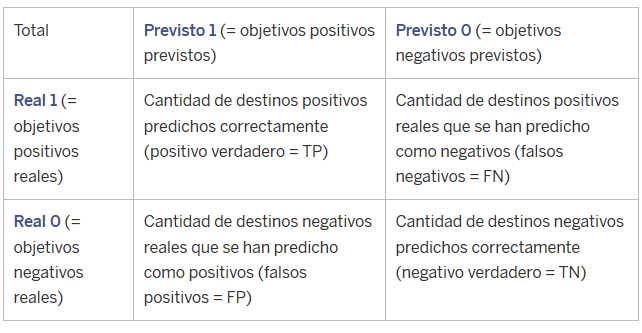 Total
Previsto 1 (= objetivos positivos
previstos)
Previsto 0 (= objetivos
negativos previstos)
Real 1 (=
objetivos
positivos
reales)
Cantidad de destinos positivos
predichos correctamente
(positivo verdadero = TP)
Cantidad de destinos positivos
reales que se han predicho
como negativos (falsos
negativos = FN)
Real 0 (=
objetivos
negativos
reales)
Cantidad de destinos negativos
reales que se han predicho
como positivos (falsos
positivos = FP)
Cantidad de destinos negativos
predichos correctamente
(negativo verdadero = TN)